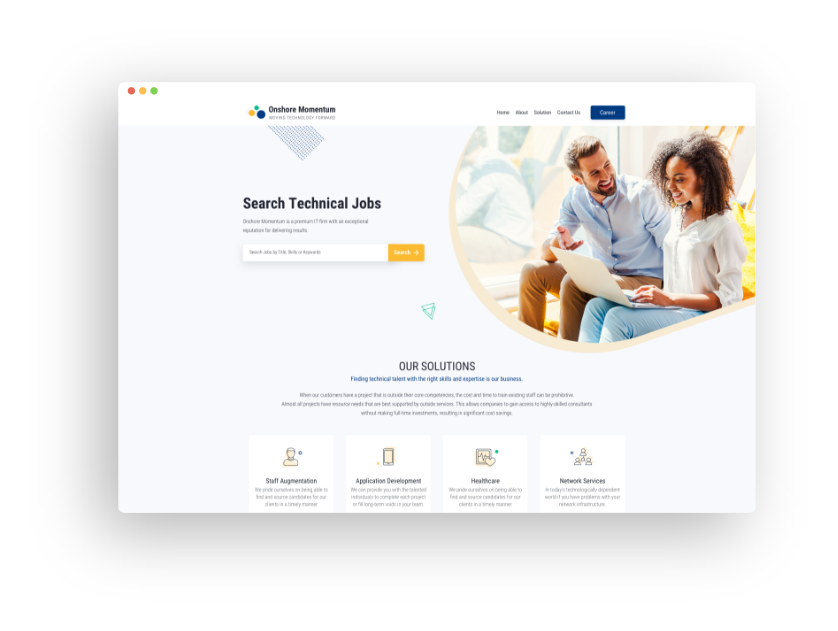 Onshore Momentum
MOVING TECHNOLOGY FORWARD
Home About Solution Contact Us Career
Search Technical Jobs
Onshore Momentum is a premium IT firm with an exceptional
reputation for delivering results.
Search Jobs by Title, Skills or Keywords
Search
OUR SOLUTIONS
Finding technical talent with the right skills and expertise is our business.
When our customers have a project that is outside their core competencies, the cost and time to train existing staff can be prohibitive.
Almost all projects have resource needs that are best supported by outside services. This allows companies to gain access to highly-skilled consultants
without making full-time investments, resulting in significant cost savings.
Staff Augmentation
We pride ourselves on being able to
find and source candidates for our
clients in a timely manner
Application Development
We can provide you with the talented
individuals to complete each project
or fill long-term voids in your team.
Healthcare
We pride ourselves on being able to
find and source candidates for our
clients in a timely manner
Network Services
In today's technologically dependent
world if you have problems with your
network infrastructure